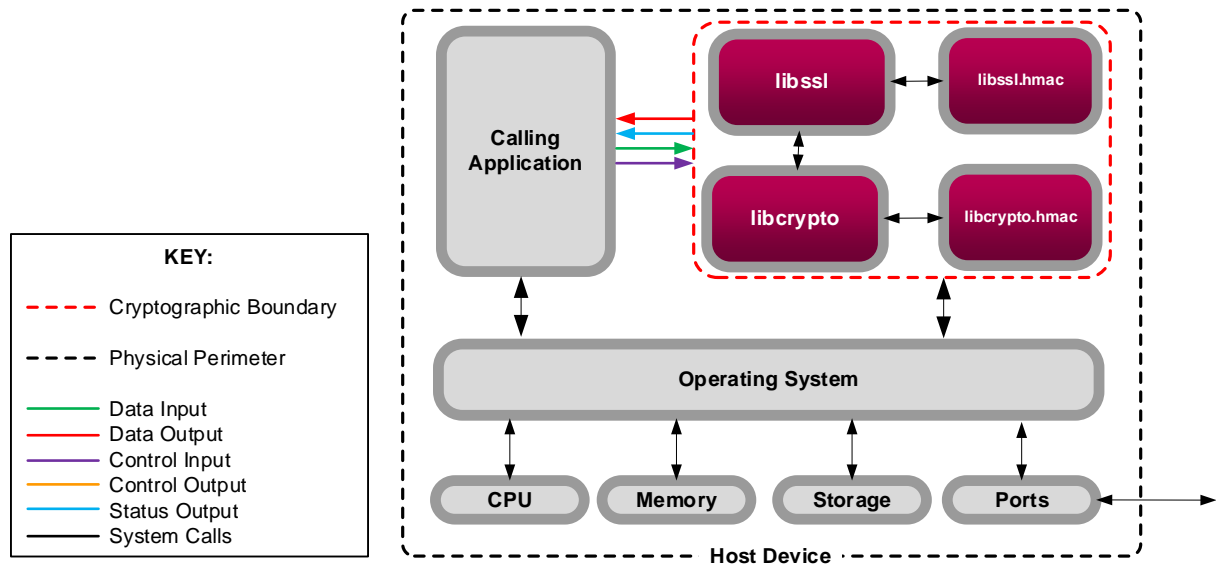 libssl
libssl.hmac
Calling
Application
libcrypto
libcrypto.hmac
KEY:
Cryptographic Boundary
Physical Perimeter
Data Input
Data Output
Control Input
Control Output
Status Output
System Calls
Operating System
CPU
Memory
Storage
Ports
Host Device